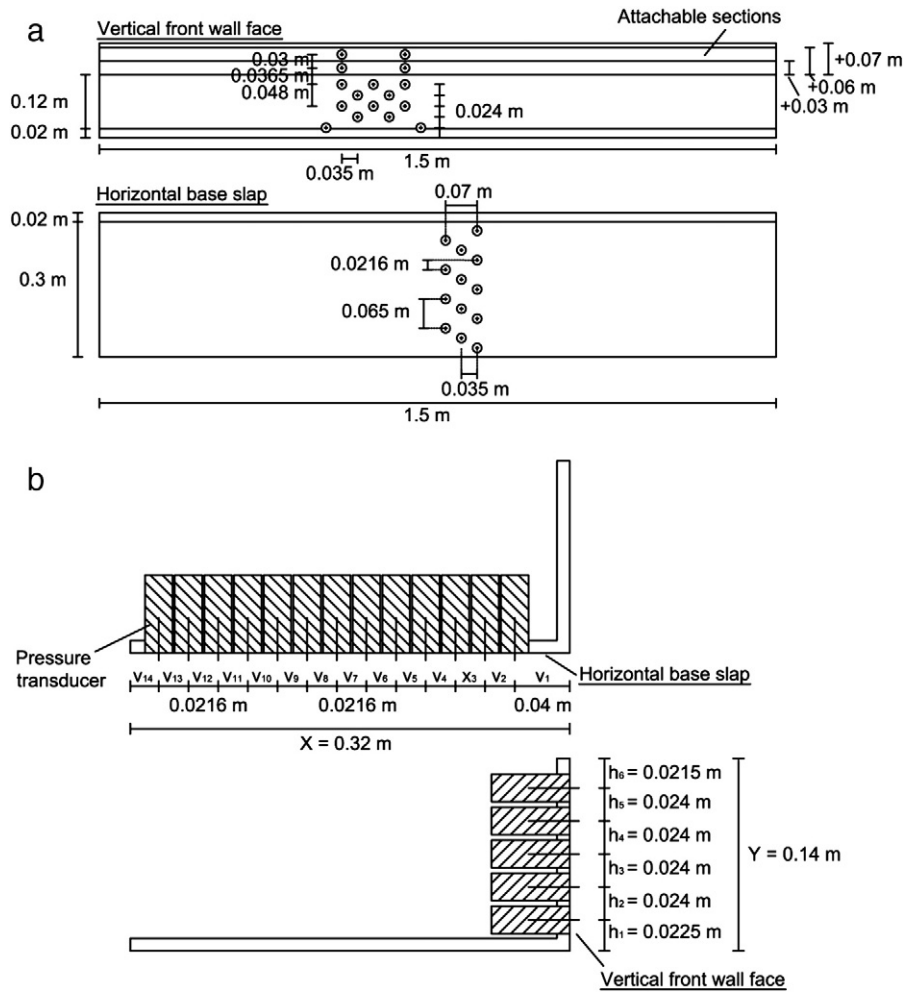 a
Vertical front wall face
Attachable sections
0.03 m
0.0365 m
0.048 m
0.12 m
0.02 m
0.024 m
+0.07 m
+0.06 m
+0.03 m
0.035 m
1.5 m
Horizontal base slap
0.07 m
0.02 m
0.3 m
0.0216 m
0.065 m
0.035 m
1.5 m
b
Pressure
transducer
V14 V13 V12 V11 V10 V9 V8 V7 V6 V5 V4 X3 V2 V1
Horizontal base slap
0.0216 m 0.0216 m 0.04 m
X = 0.32 m
h6 = 0.0215 m
h5 = 0.024 m
h4 = 0.024 m
h3 = 0.024 m
h2 = 0.024 m
h1 = 0.0225 m
Y = 0.14 m
Vertical front wall face